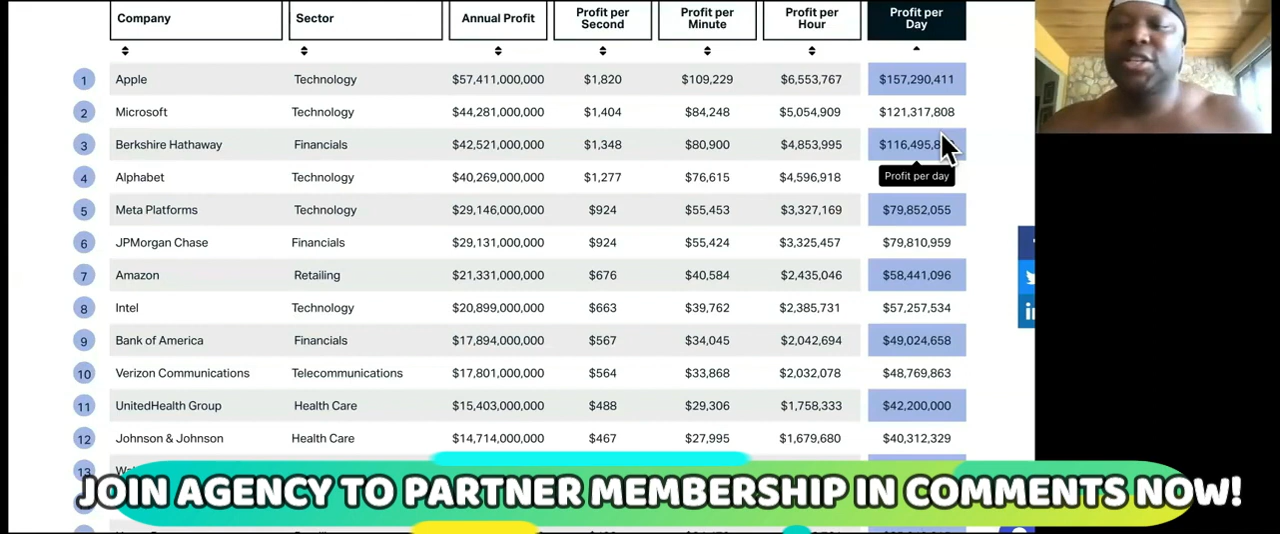 Company Sector Annual Profit Profit per Second Profit per Minute Profit per Hour Profit per Day
1 Apple Technology $57,411,000,000 $1,820 $109,229 $6,553,767 $157,290,411
2 Microsoft Technology $44,281,000,000 $1,404 $84,248 $5,054,909 $121,317,808
3 Berkshire Hathaway Financials $42,521,000,000 $1,348 $80,900 $4,853,995 $116,495,8
4 Alphabet Technology $40,269,000,000 $1,277 $76,615 $4,596,918
Profit per day
5 Meta Platforms Technology $29,146,000,000 $924 $55,453 $3,327,169 $79,852,055
6 JPMorgan Chase Financials $29,131,000,000 $924 $55,424 $3,325,457 $79,810,959
7 Amazon Retailing $21,331,000,000 $676 $40,584 $2,435,046 $58,441,096
8 Intel Technology $20,899,000,000 $663 $39,762 $2,385,731 $57,257,534
9 Bank of America Financials $17,894,000,000 $567 $34,045 $2,042,694 $49,024,658
10 Verizon Communications Telecommunications $17,801,000,000 $564 $33,868 $2,032,078 $48,769,863
11 UnitedHealth Group Health Care $15,403,000,000 $488 $29,306 $1,758,333 $42,200,000
12 Johnson & Johnson Health Care $14,714,000,000 $467 $27,995 $1,679,680 $40,312,329
13
JOIN AGENCY TO PARTNER MEMBERSHIP IN COMMENTS NOW!